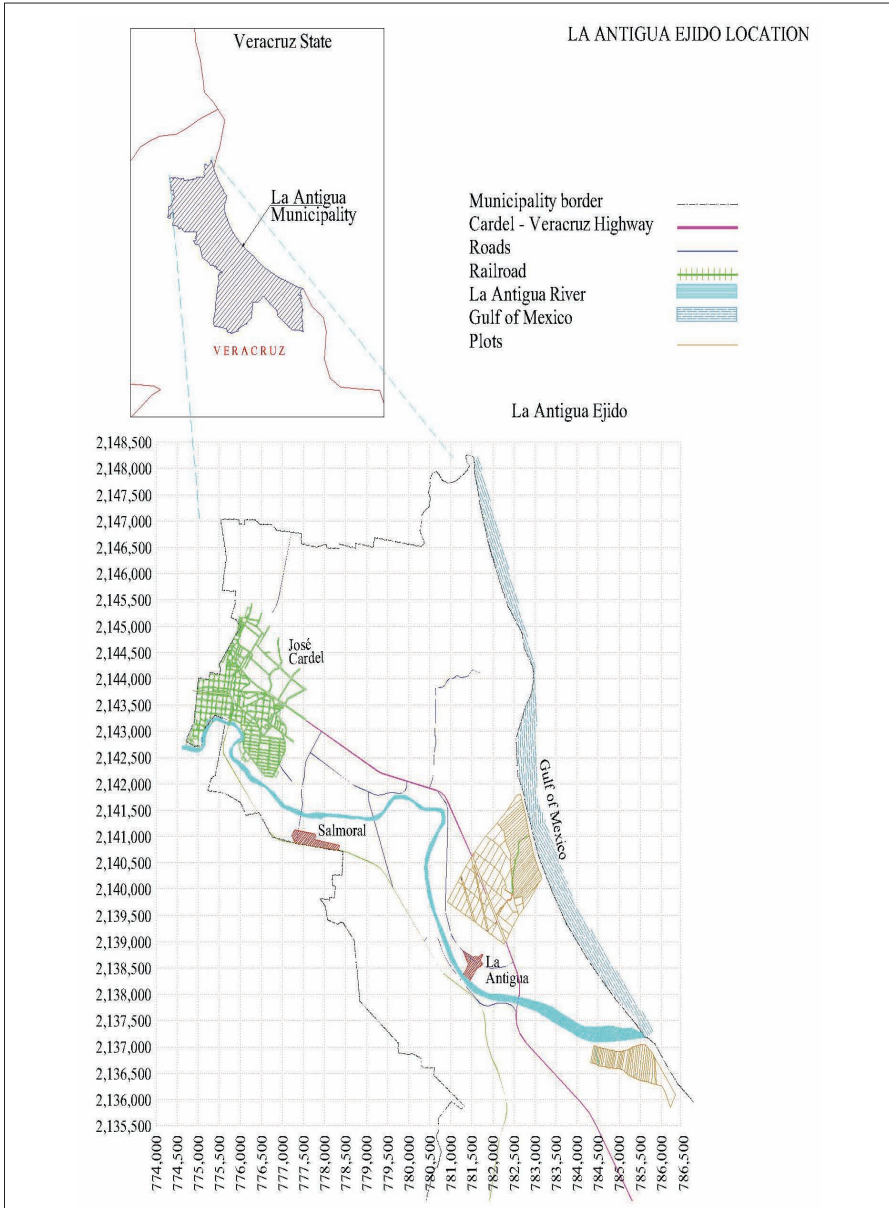 Veracruz State
LA ANTIGUA EJIDO LOCATION
La Antigua
Municipality
VERACRUZ
Municipality border
Cardel - Veracruz Highway
Roads
Railroad
La Antigua River
Gulf of Mexico
Plots
La Antigua Ejido
2,148,500
2,148,000
2,147,500
2,147,000
2,146,500
2,146,000
2,145,500
2,145,000
2,144,500
2,144,000
2,143,500
2,143,000
2,142,500
2,142,000
2,141,500
2,141,000
2,140,500
2,140,000
2,139,500
2,139,000
2,138,500
2,138,000
2,137,500
2,137,000
2,136,500
2,136,000
2,135,500
José
Cardel
Gulf of Mexico
Salmoral
La
Antigua
774,000
774,500
775,000
775,500
776,000
776,500
777,000
777,500
778,000
778,500
779,000
779,500
780,000
780,500
781,000
781,500
782,000
782,500
783,000
783,500
784,000
784,500
785,000
785,500
786,000
786,500